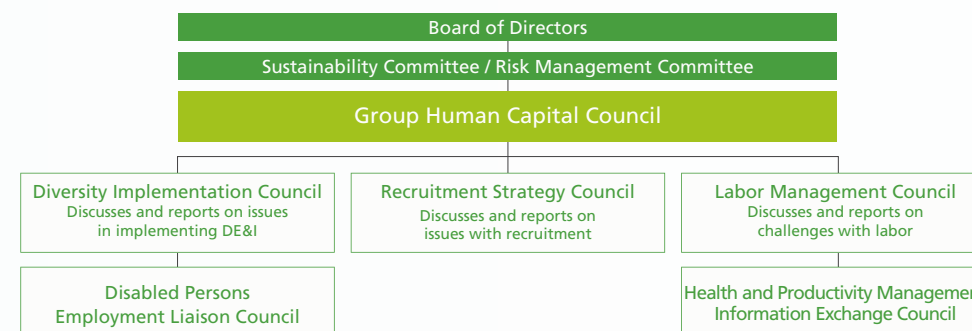 Board of Directors
Sustainability Committee / Risk Management Committee
Group Human Capital Council
Diversity Implementation Council
Discusses and reports on issues
in implementing DE&I
Recruitment Strategy Council
Discusses and reports on
issues with recruitment
Labor Management Council
Discusses and reports on
challenges with labor
Disabled Persons
Employment Liaison Council
Health and Productivity Managemen
Information Exchange Council